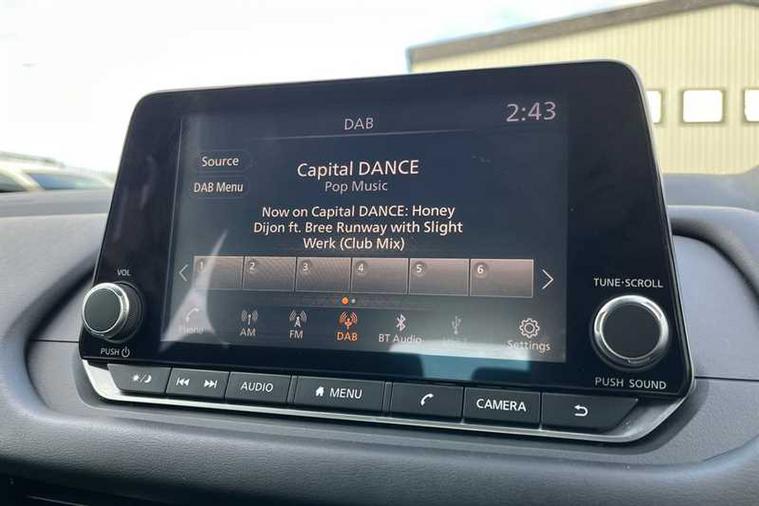 DAB
2:43
Source
Capital DANCE
Pop Music
DAB Menu
Now on Capital DANCE: Honey
Dijon ft. Bree Runway with Slight
Werk (Club Mix)
1 2 3 4 5 6
VOL
TUNE·SCROLL
Phone AM FM DAB BT Audio Settings
PUSH
PUSH SOUND
AUDIO MENU CAMERA